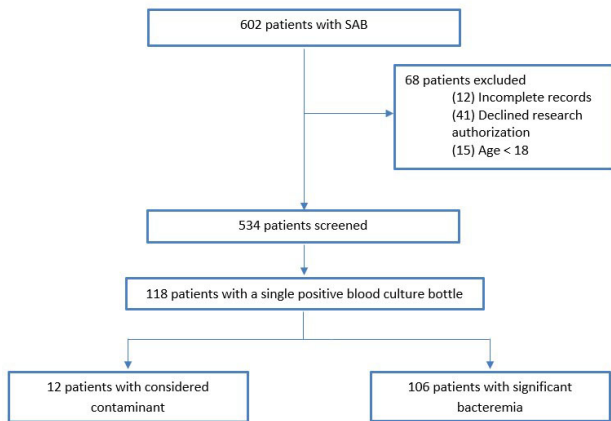 602 patients with SAB
68 patients excluded
(12) Incomplete records
(41) Declined research
authorization
(15) Age < 18
534 patients screened
118 patients with a single positive blood culture bottle
12 patients with considered
contaminant
106 patients with significant
bacteremia